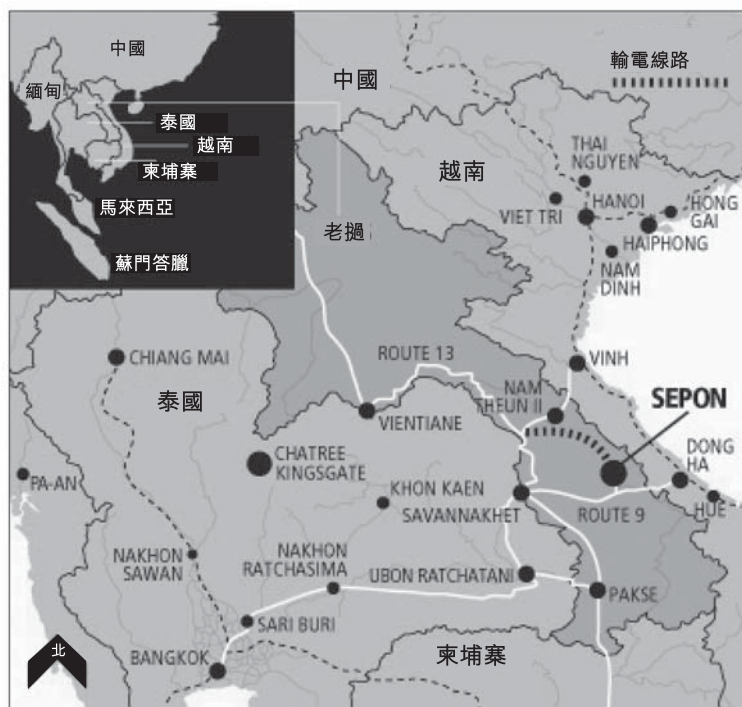 中國
緬甸
泰國
越南
柬埔寨
馬來西亞
蘇門答臘
中國
輸電線路
越南
老撾
THAI
NGUYEN
HANOI
VIET TRI
HONG
GAI
HAIPHONG
NAM
DINH
CHIANG MAI
ROUTE 13
VINH
泰國
NAM
THEUN II
SEPON
VIENTIANE
DONG
HA
CHATREE
KINGSGATE
PA-AN
KHON KAEN
SAVANNAKHET
ROUTE 9
HUE
NAKHON
SAWAN
NAKHON
RATCHASIMA
UBON RATCHATANI
PAKSE
SARI BURI
北
BANGKOK
柬埔寨